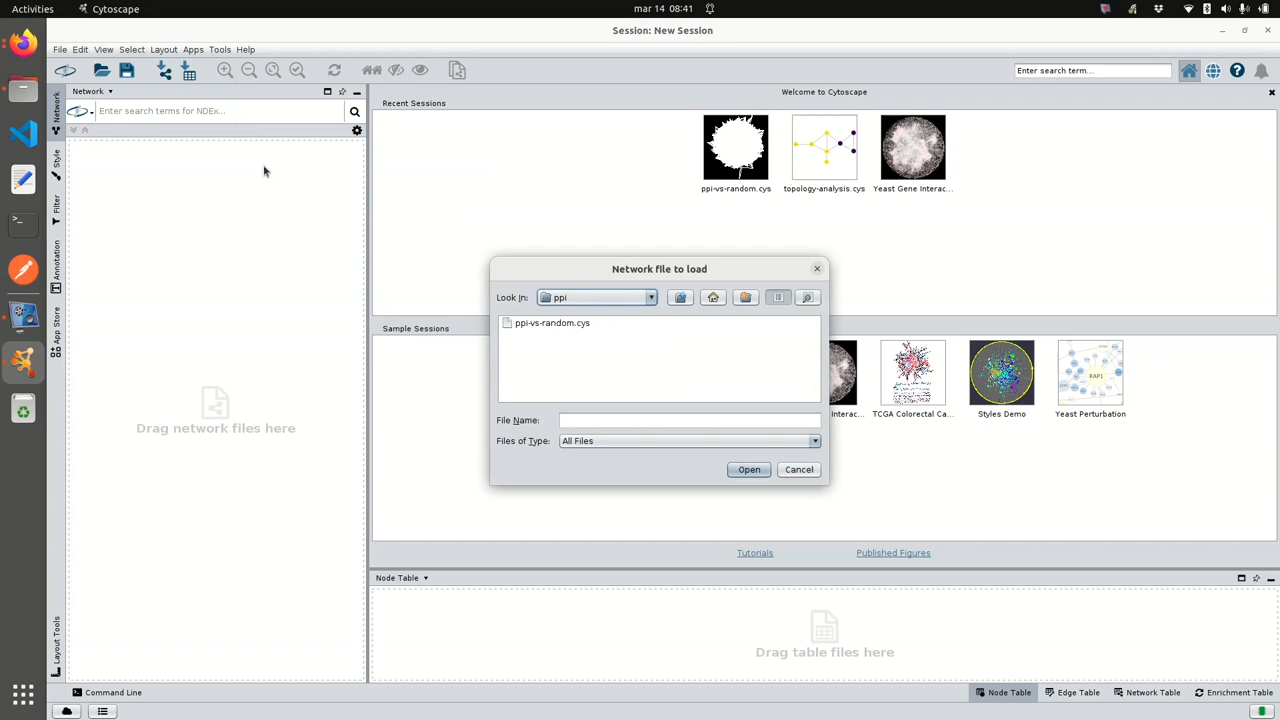 Activities
Cytoscape
mar 14 08:41
Session: New Session
File Edit View Select Layout Apps Tools Help
Enter search term...
Network
Enter search terms for NDEx...
Drag network files here
Network
Style
Filter
Annotation
App Store
Layout Tools
Welcome to Cytoscape
Recent Sessions
ppi-vs-random.cys
topology-analysis.cys
Yeast Gene Interac...
Network file to load
Look In: ppi
ppi-vs-random.cys
File Name:
Files of Type: All Files
Open
Cancel
Sample Sessions
Interac...
TCGA Colorectal Ca...
Styles Demo
RAPI
Yeast Perturbation
Tutorials
Published Figures
Node Table
Drag table files here
Command Line
Node Table
Edge Table
Network Table
Enrichment Table